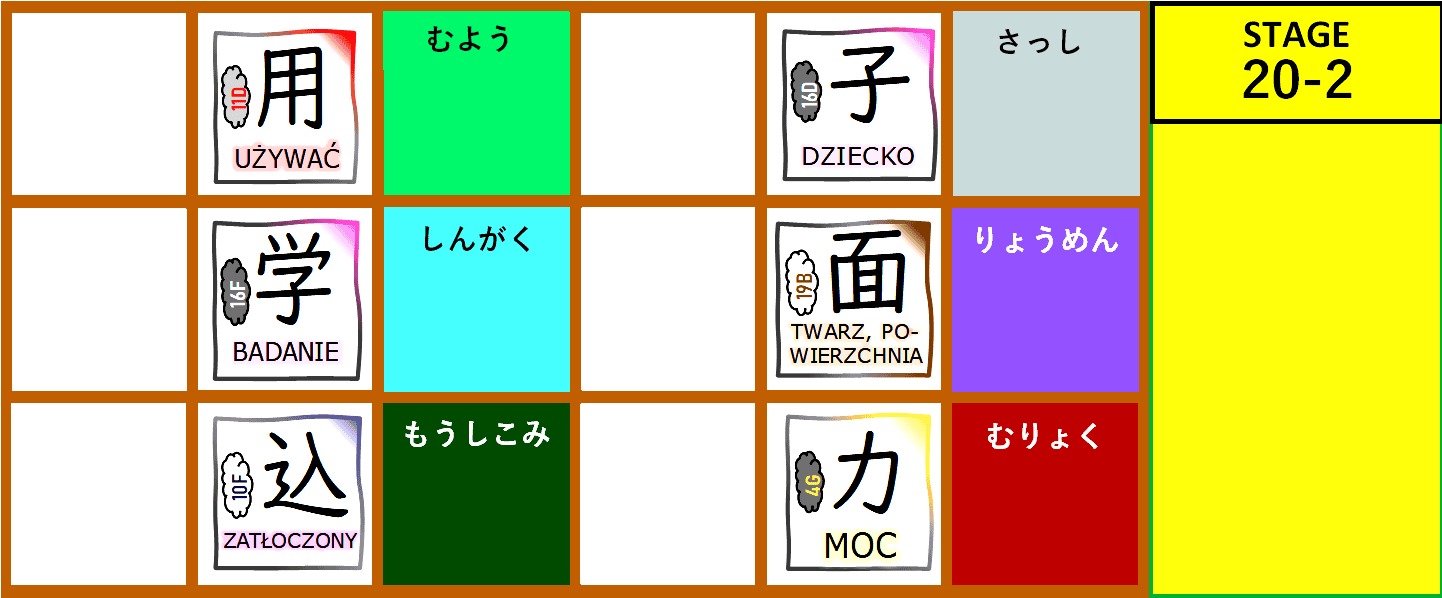 11D
用
UŻYWAĆ
むよう
16D
子
DZIECKO
さっし
STAGE
20-2
16F
学
BADANIE
しんがく
19B
面
TWARZ, PO-
WIERZCHNIA
りょうめん
10F
込
ZATŁOCZONY
もうしこみ
4G
力
MOC
むりょく